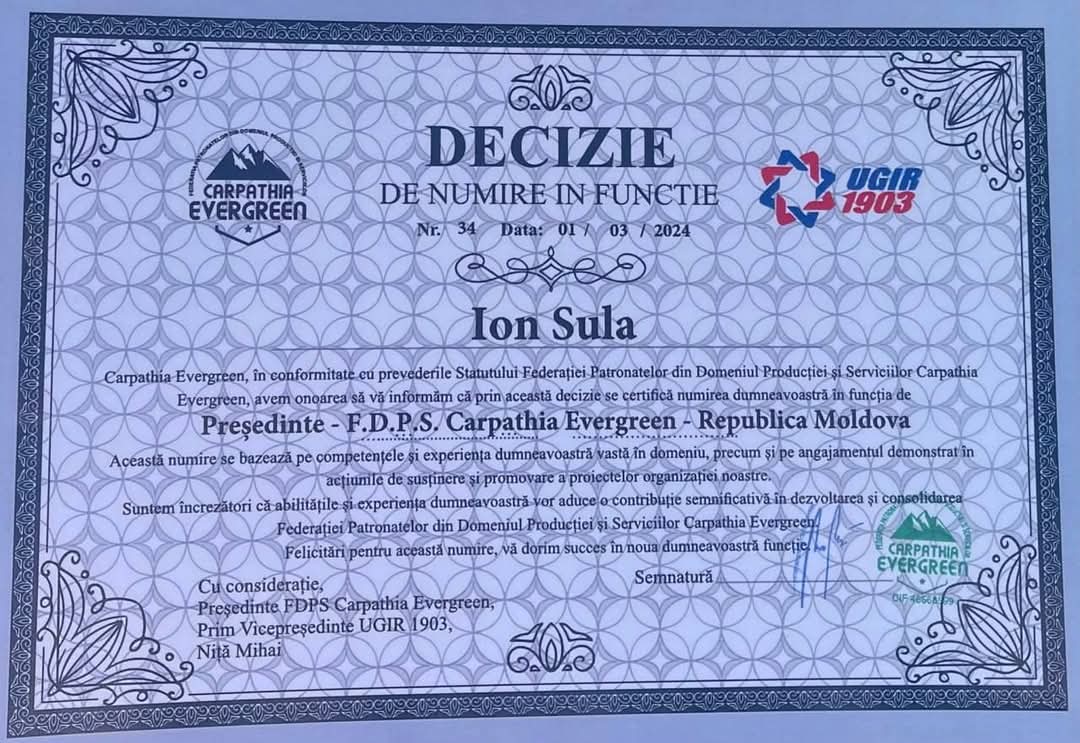 CARPATHIA
EVERGREEN
DECIZIE
DE NUMIRE IN FUNCTIE
Nr. 34 Data: 01 / 03 / 2024
UGIR
1903
Ion Sula
Carpathia Evergreen, în conformitate cu prevederile Statutului Federației Patronatelor din Domeniul Producției și Serviciilor Carpathia
Evergreen, avem onoarea să vă informăm că prin această decizie se certifică numirea dumneavoastră în funcția de
Președinte - F.D.P.S. Carpathia Evergreen - Republica Moldova
Această numire se bazează pe competențele și experiența dumneavoastră vastă în domeniu, precum și pe angajamentul demonstrat în
acțiunile de susținere și promovare a proiectelor organizației noastre.
Suntem încrezători că abilitățile și experiența dumneavoastră vor aduce o contribuție semnificativă în dezvoltarea și consolidarea
Federației Patronatelor din Domeniul Producției și Serviciilor Carpathia Evergreen.
Felicitări pentru această numire, vă dorim succes în noua dumneavoastră funcție.
Semnatură
CARPATHIA
EVERGREEN
Cu considerație,
Președinte FDPS Carpathia Evergreen,
Prim Vicepreședinte UGIR 1903,
Niță Mihai